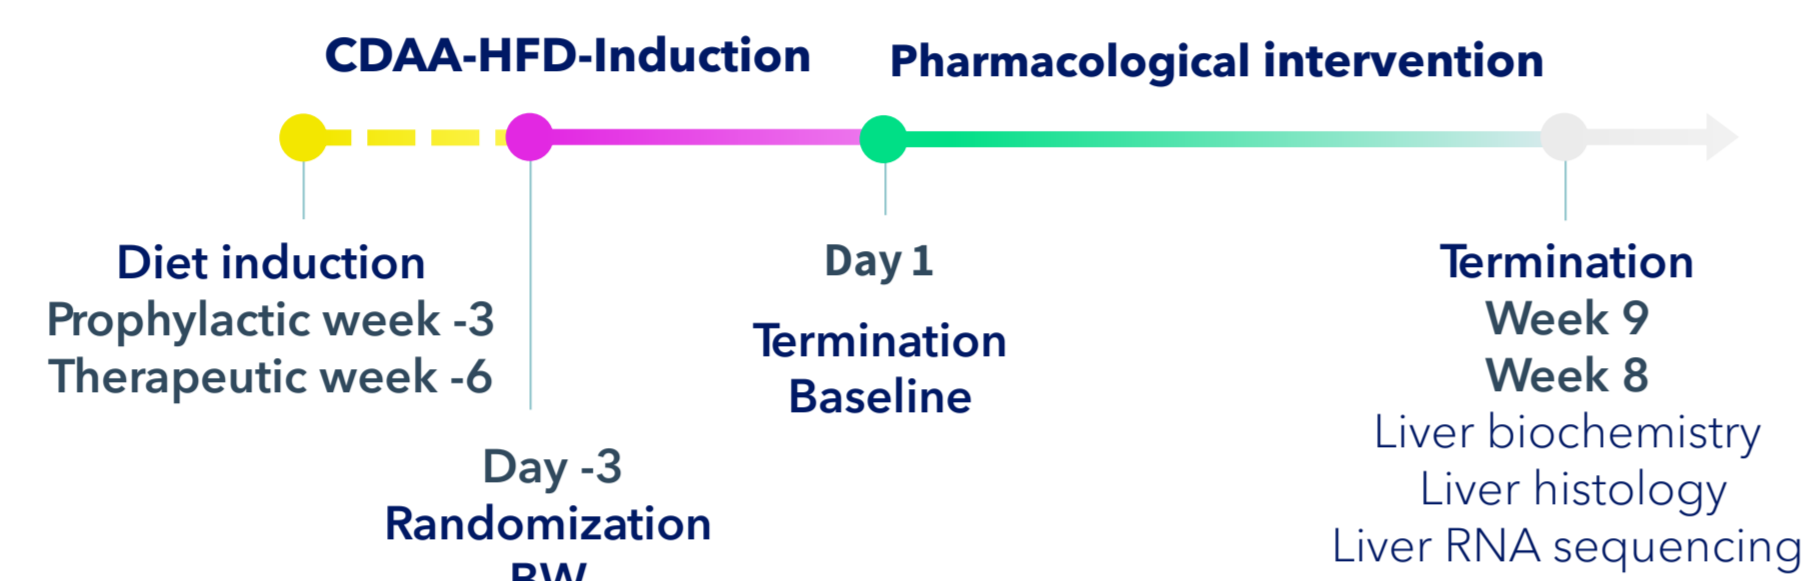 CDAA-HFD-Induction
Pharmacological intervention
Diet induction
Prophylactic week -3
Therapeutic week -6
Day -3
Randomization
BW
Day 1
Termination
Baseline
Termination
Week 9
Week 8
Liver biochemistry
Liver histology
Liver RNA sequencing